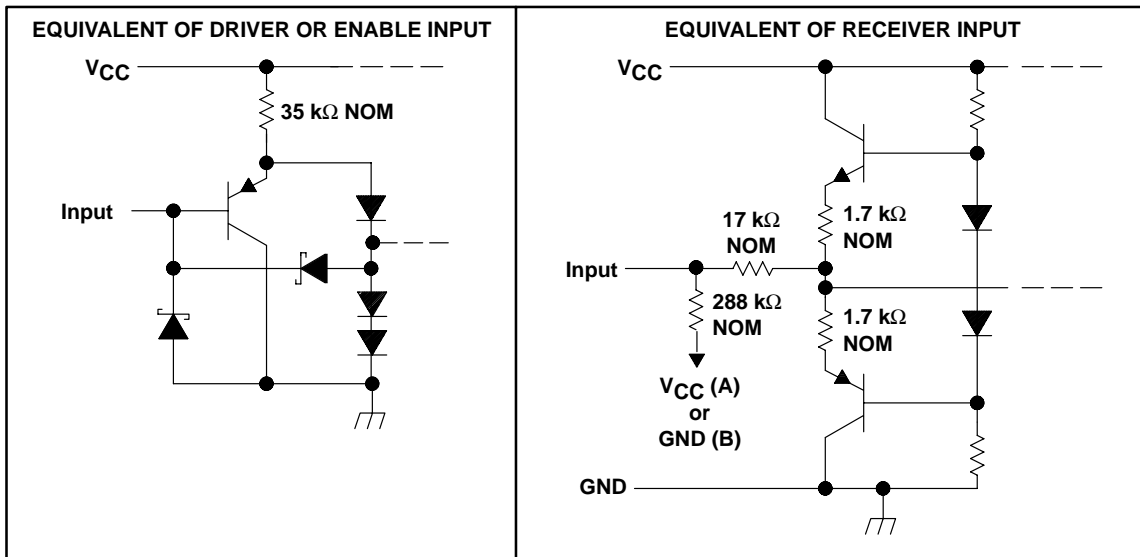 EQUIVALENT OF DRIVER OR ENABLE INPUT
VCC
35 kΩ NOM
Input
EQUIVALENT OF RECEIVER INPUT
VCC
17 kΩ
NOM
1.7 kΩ
NOM
Input
288 kΩ
NOM
1.7 kΩ
NOM
VCC (A)
or
GND (B)
GND